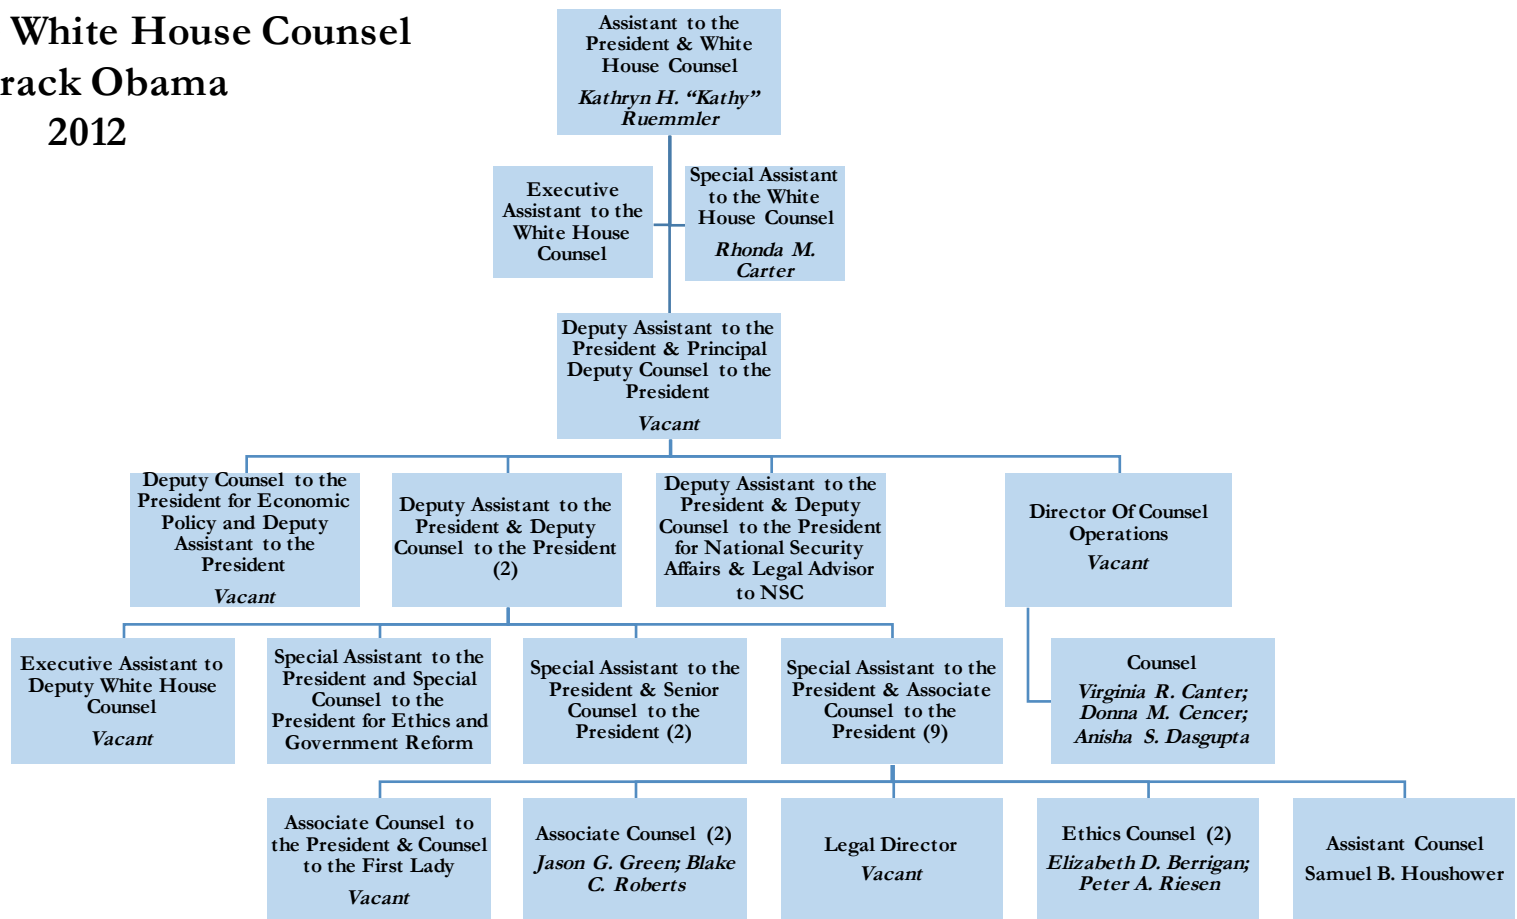 White House Counsel
rack Obama
2012
Assistant to the
President & White
House Counsel
Kathryn H. “Kathy”
Ruemmler
Executive
Assistant to the
White House
Counsel
Special Assistant
to the White
House Counsel
Rhonda M.
Carter
Deputy Assistant to the
President & Principal
Deputy Counsel to the
President
Vacant
Deputy Counsel to the
President for Economic
Policy and Deputy
Assistant to the
President
Vacant
Deputy Assistant to the
President & Deputy
Counsel to the President
(2)
Deputy Assistant to the
President & Deputy
Counsel to the President
for National Security
Affairs & Legal Advisor
to NSC
Director Of Counsel
Operations
Vacant
Executive Assistant to
Deputy White House
Counsel
Vacant
Special Assistant to the
President and Special
Counsel to the
President for Ethics and
Government Reform
Special Assistant to the
President & Senior
Counsel to the
President (2)
Special Assistant to the
President & Associate
Counsel to the
President (9)
Counsel
Virginia R. Canter;
Donna M. Cencer;
Anisha S. Dasgupta
Associate Counsel to
the President & Counsel
to the First Lady
Vacant
Associate Counsel (2)
Jason G. Green; Blake
C. Roberts
Legal Director
Vacant
Ethics Counsel (2)
Elizabeth D. Berrigan;
Peter A. Riesen
Assistant Counsel
Samuel B. Houshower